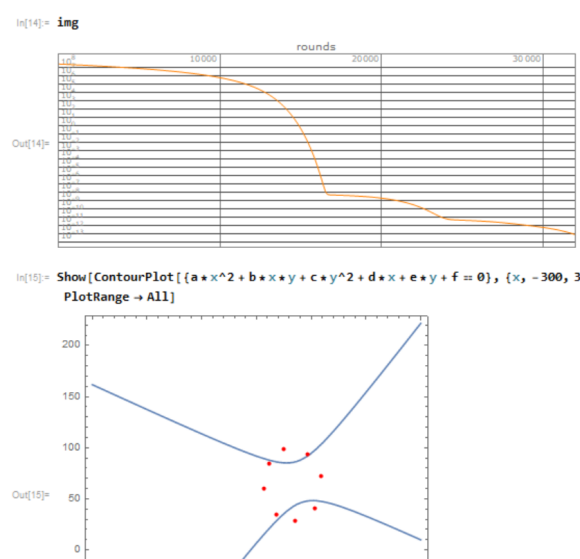 In[14]:= img
rounds
10000 20000 30000
Out[14]=
In[15]:= Show[ContourPlot[{a*x^2 + b*x*y + c*y^2 + d*x + e*y + f == 0}, {x, -300, 3
PlotRange → All]
200
150
100
Out[15]=
50
0